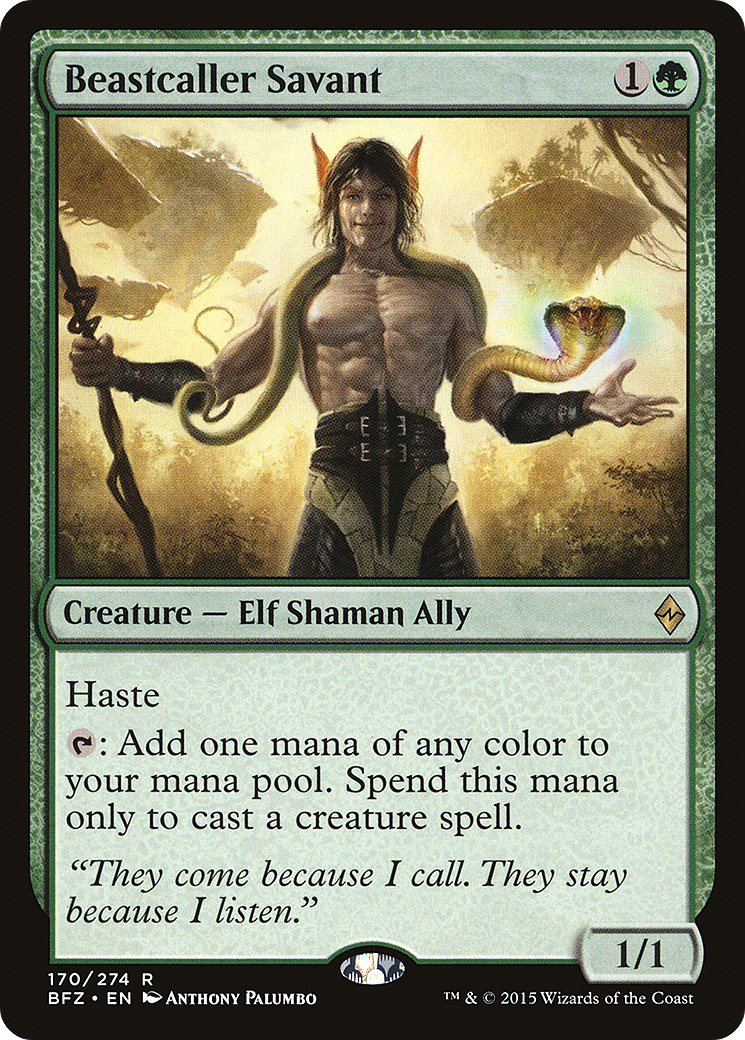 Beastcaller Savant 1
Creature — Elf Shaman Ally
Haste
: Add one mana of any color to
your mana pool. Spend this mana
only to cast a creature spell.
“They come because I call. They stay
because I listen.”
1/1
170/274 R
BFZ • EN Anthony Palumbo
™ & © 2015 Wizards of the Coast